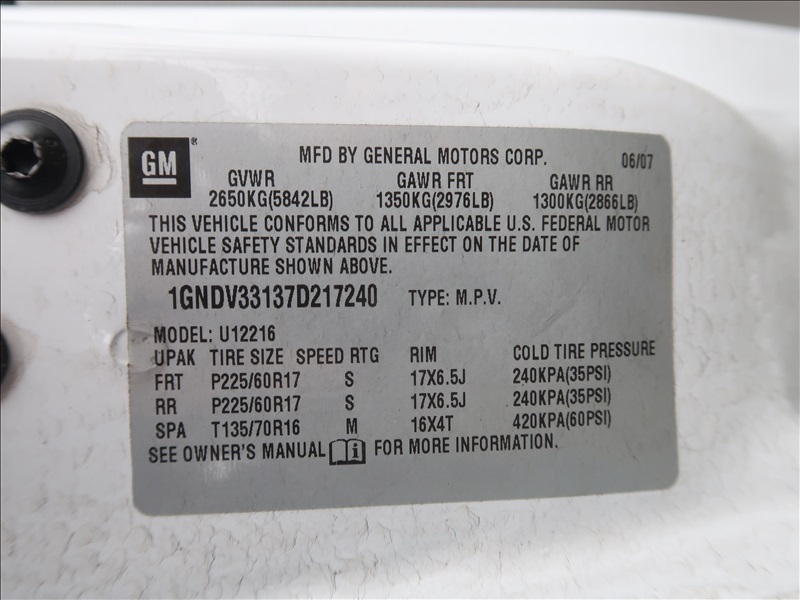 GM ® MFD BY GENERAL MOTORS CORP. 06/07
GVWR GAWR FRT GAWR RR
2650KG(5842LB) 1350KG(2976LB) 1300KG(2866LB)
THIS VEHICLE CONFORMS TO ALL APPLICABLE U.S. FEDERAL MOTOR
VEHICLE SAFETY STANDARDS IN EFFECT ON THE DATE OF
MANUFACTURE SHOWN ABOVE.
1GNDV33137D217240 TYPE: M.P.V.
MODEL: U12216
UPAK TIRE SIZE SPEED RTG RIM COLD TIRE PRESSURE
FRT P225/60R17 S 17X6.5J 240KPA(35PSI)
RR P225/60R17 S 17X6.5J 240KPA(35PSI)
SPA T135/70R16 M 16X4T 420KPA(60PSI)
SEE OWNER'S MANUAL i FOR MORE INFORMATION.